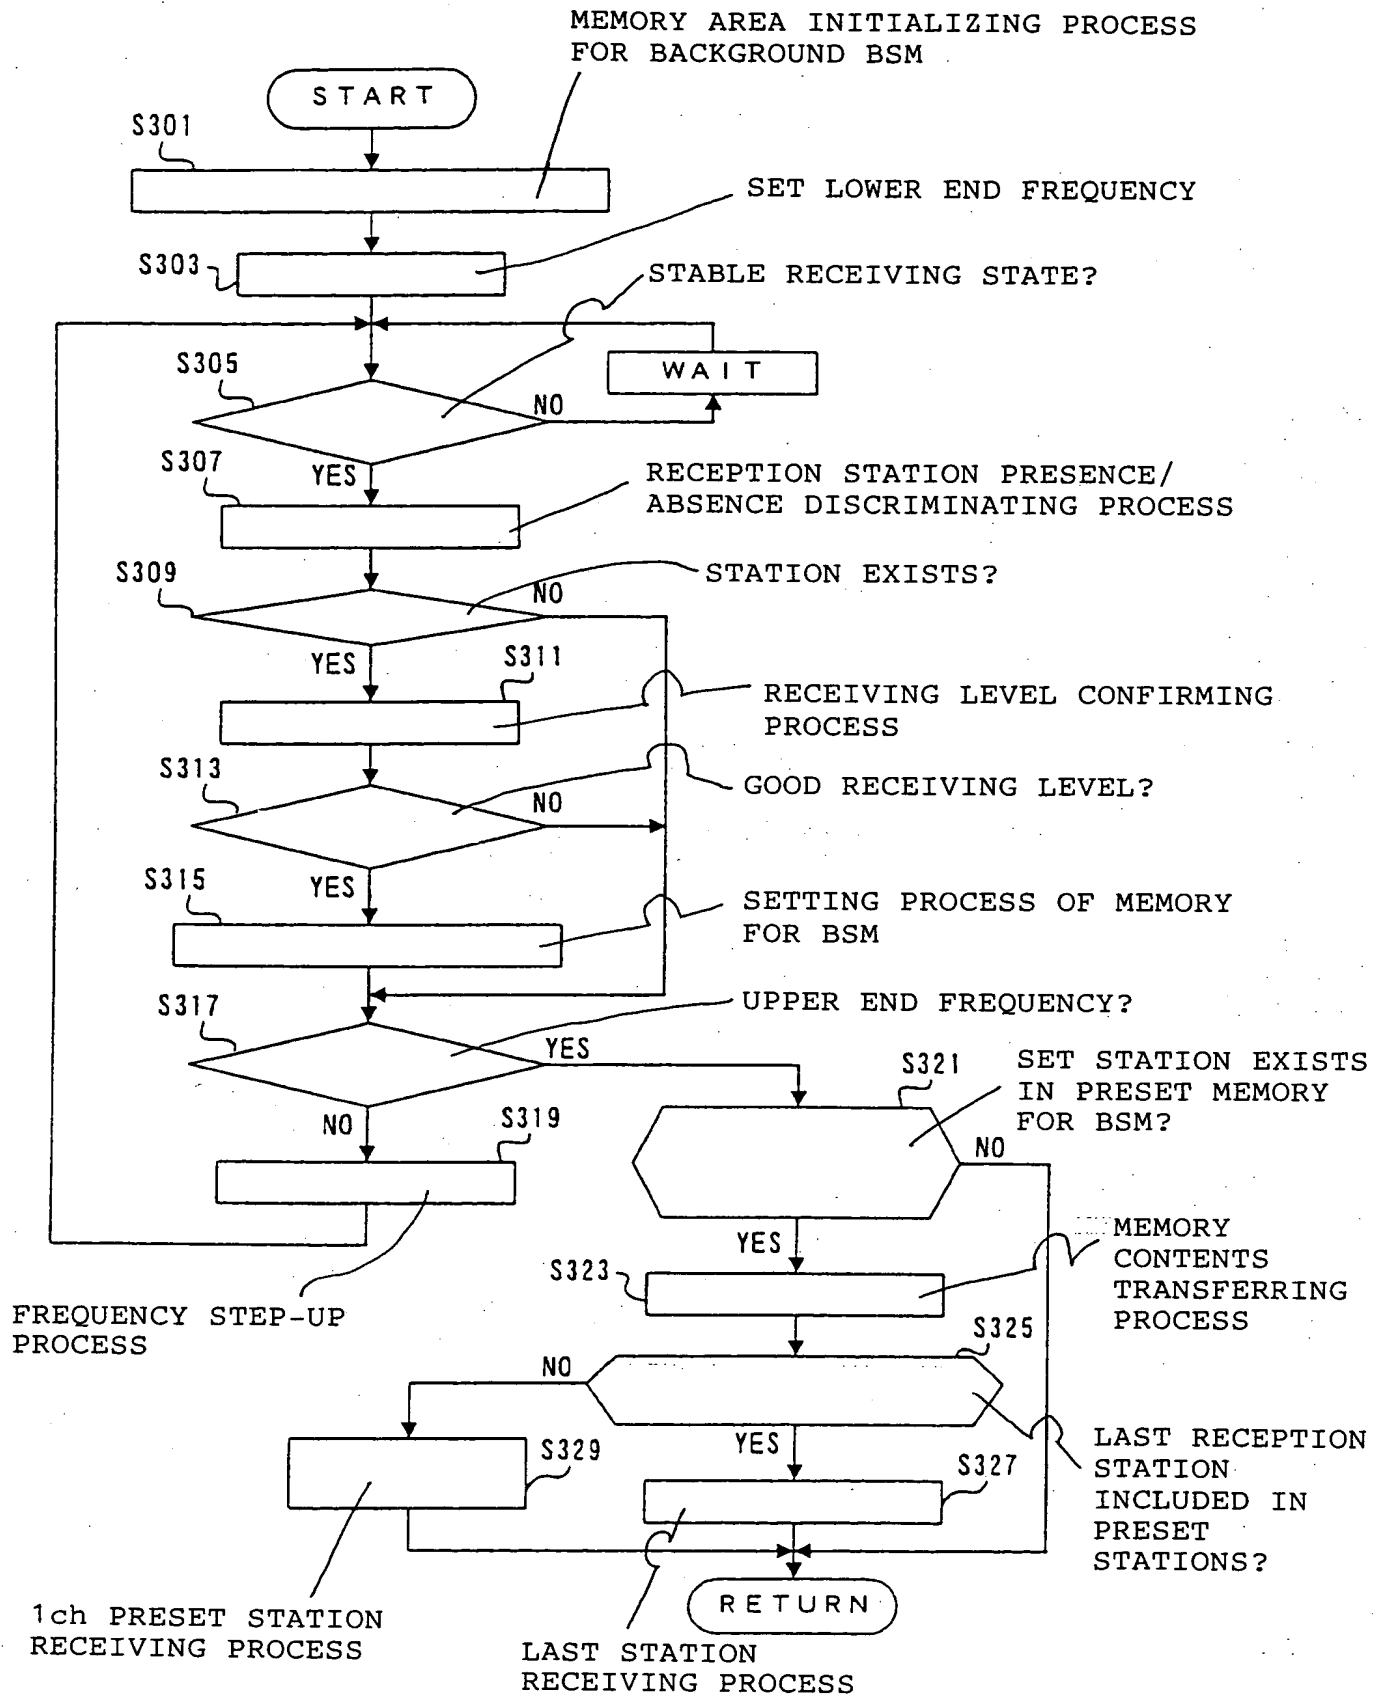 MEMORY AREA INITIALIZING PROCESS
FOR BACKGROUND BSM
START
S301
SET LOWER END FREQUENCY
S303
STABLE RECEIVING STATE?
WAIT
S305
NO
YES
S307
RECEPTION STATION PRESENCE/
ABSENCE DISCRIMINATING PROCESS
S309
STATION EXISTS?
NO
YES
S311
RECEIVING LEVEL CONFIRMING
PROCESS
S313
GOOD RECEIVING LEVEL?
NO
YES
S315
SETTING PROCESS OF MEMORY
FOR BSM
S317
UPPER END FREQUENCY?
YES
NO
S319
S321
SET STATION EXISTS
IN PRESET MEMORY
FOR BSM?
NO
YES
FREQUENCY STEP-UP
PROCESS
S323
MEMORY
CONTENTS
TRANSFERRING
PROCESS
S325
NO
YES
LAST RECEPTION
STATION
INCLUDED IN
PRESET
STATIONS?
S329
S327
RETURN
1ch PRESET STATION
RECEIVING PROCESS
LAST STATION
RECEIVING PROCESS